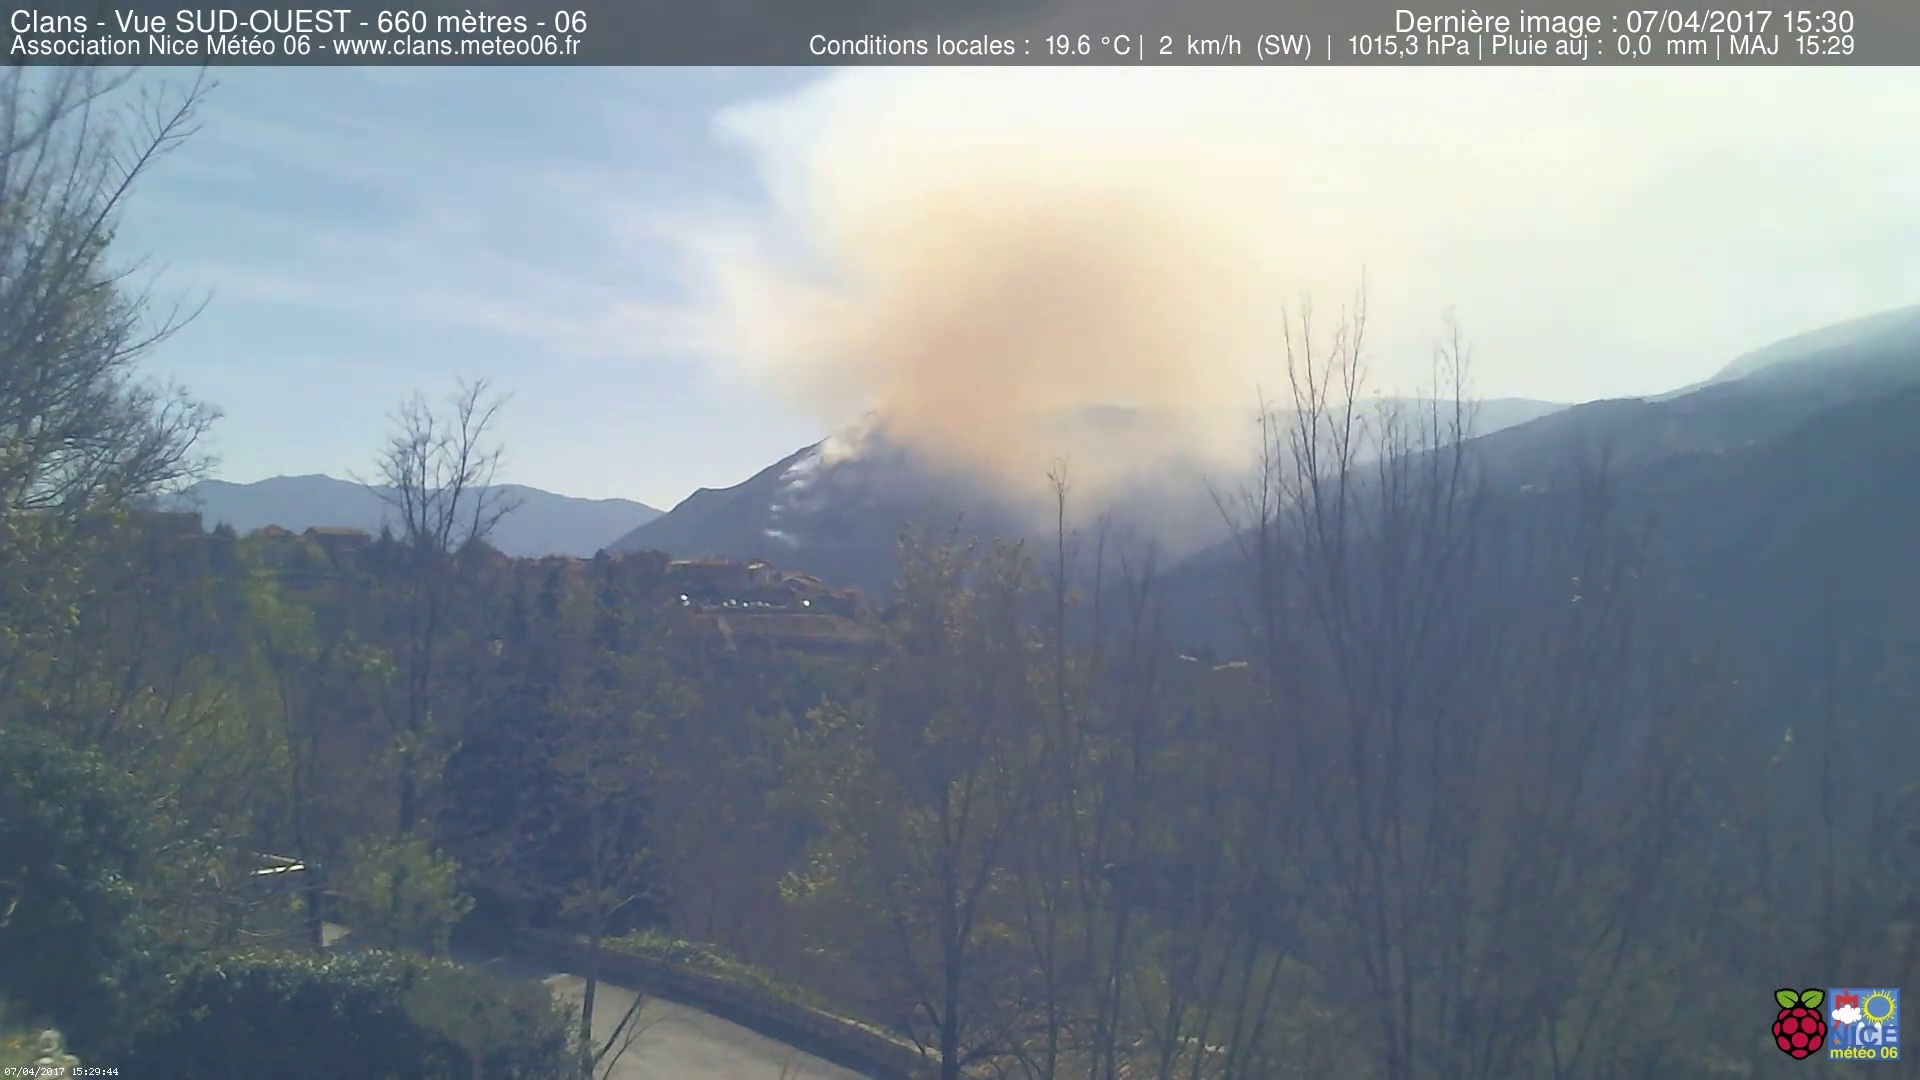 Clans - Vue SUD-OUEST - 660 mètres - 06
Dernière image : 07/04/2017 15:30
Association Nice Météo 06 - www.clans.meteo06.fr
Conditions locales : 19.6 °C | 2 km/h (SW) | 1015,3 hPa | Pluie auj : 0,0 mm | MAJ 15:29
NICE
météo 06
07/04/2017 15:29:44